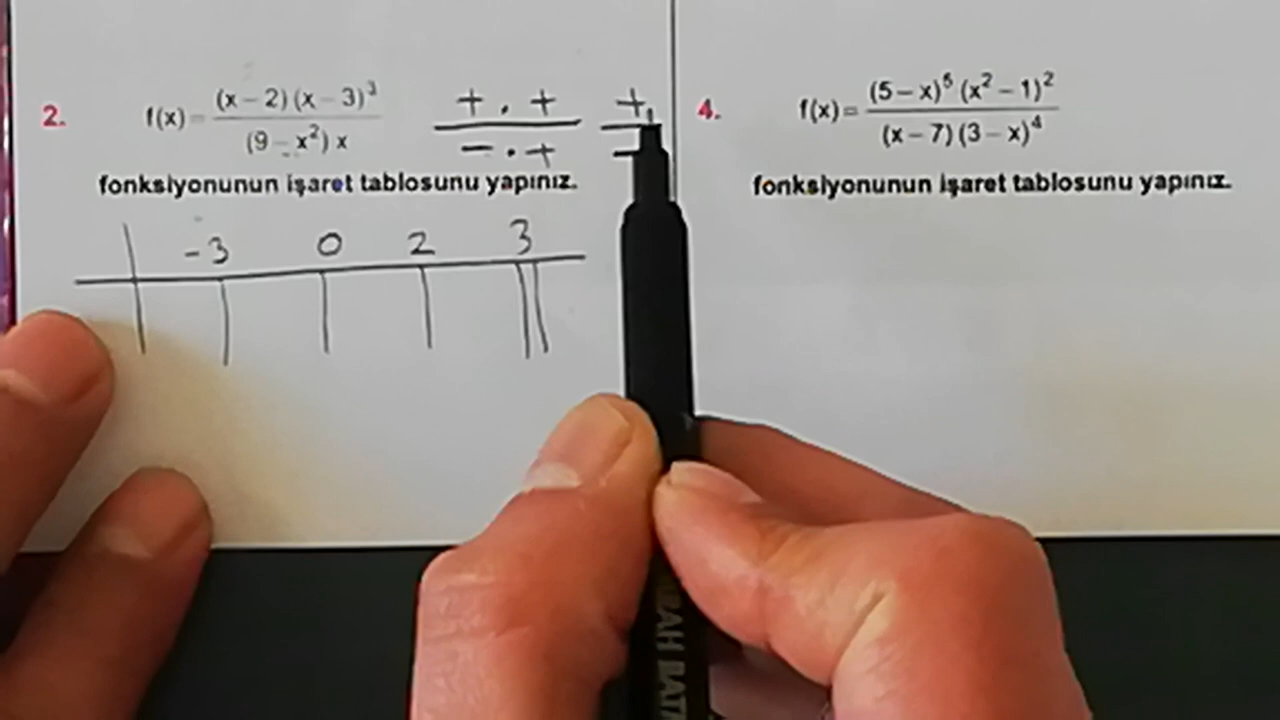 2. f(x) = (x - 2) (x - 3)³ / (9 - x²) x
+ . + / - . +
+ / -
fonksiyonunun işaret tablosunu yapınız.
-3 0 2 3
4. f(x) = (5 - x)⁵ (x² - 1)² / (x - 7) (3 - x)⁴
fonksiyonunun işaret tablosunu yapınız.